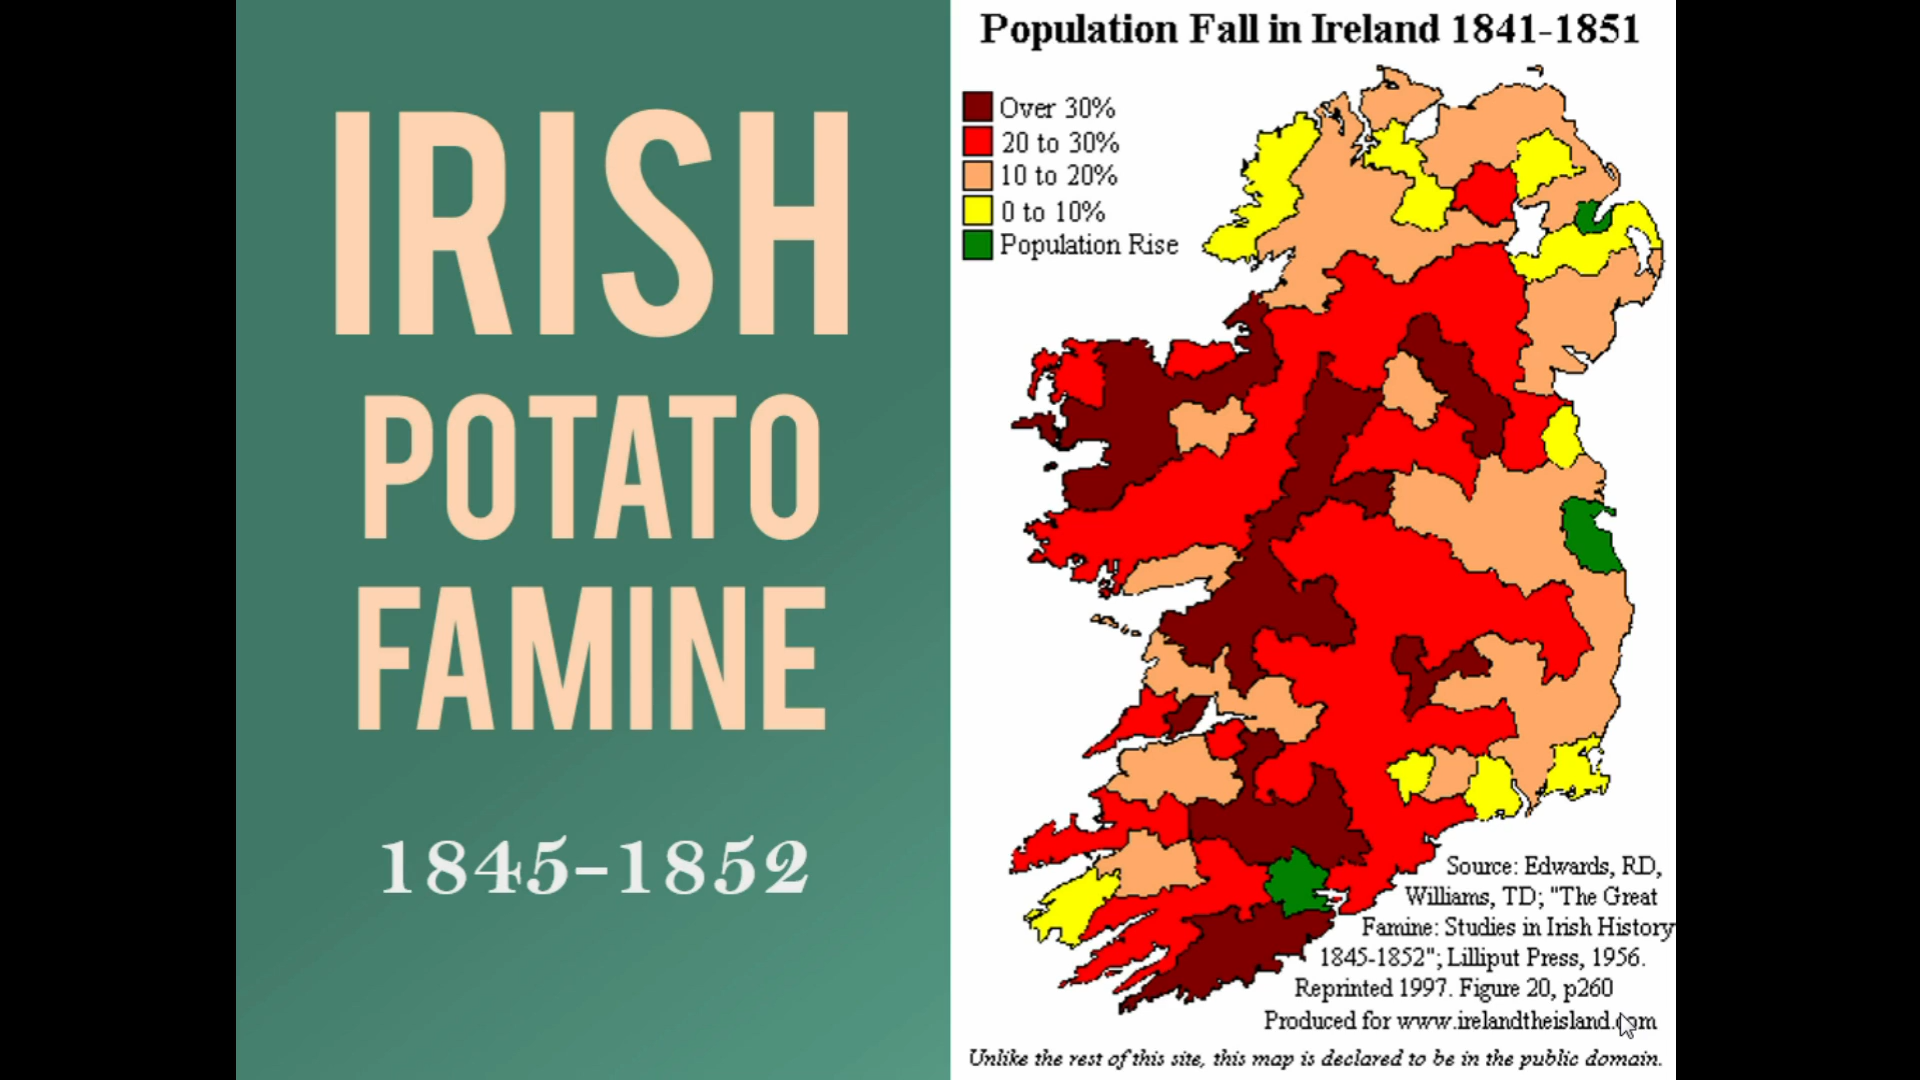 IRISH
POTATO
FAMINE
1845-1852
Population Fall in Ireland 1841-1851
Over 30%
20 to 30%
10 to 20%
0 to 10%
Population Rise
Source: Edwards, RD,
Williams, TD; "The Great
Famine: Studies in Irish History
1845-1852"; Lilliput Press, 1956.
Reprinted 1997. Figure 20, p260
Produced for www.irelandtheisland.com
Unlike the rest of this site, this map is declared to be in the public domain.